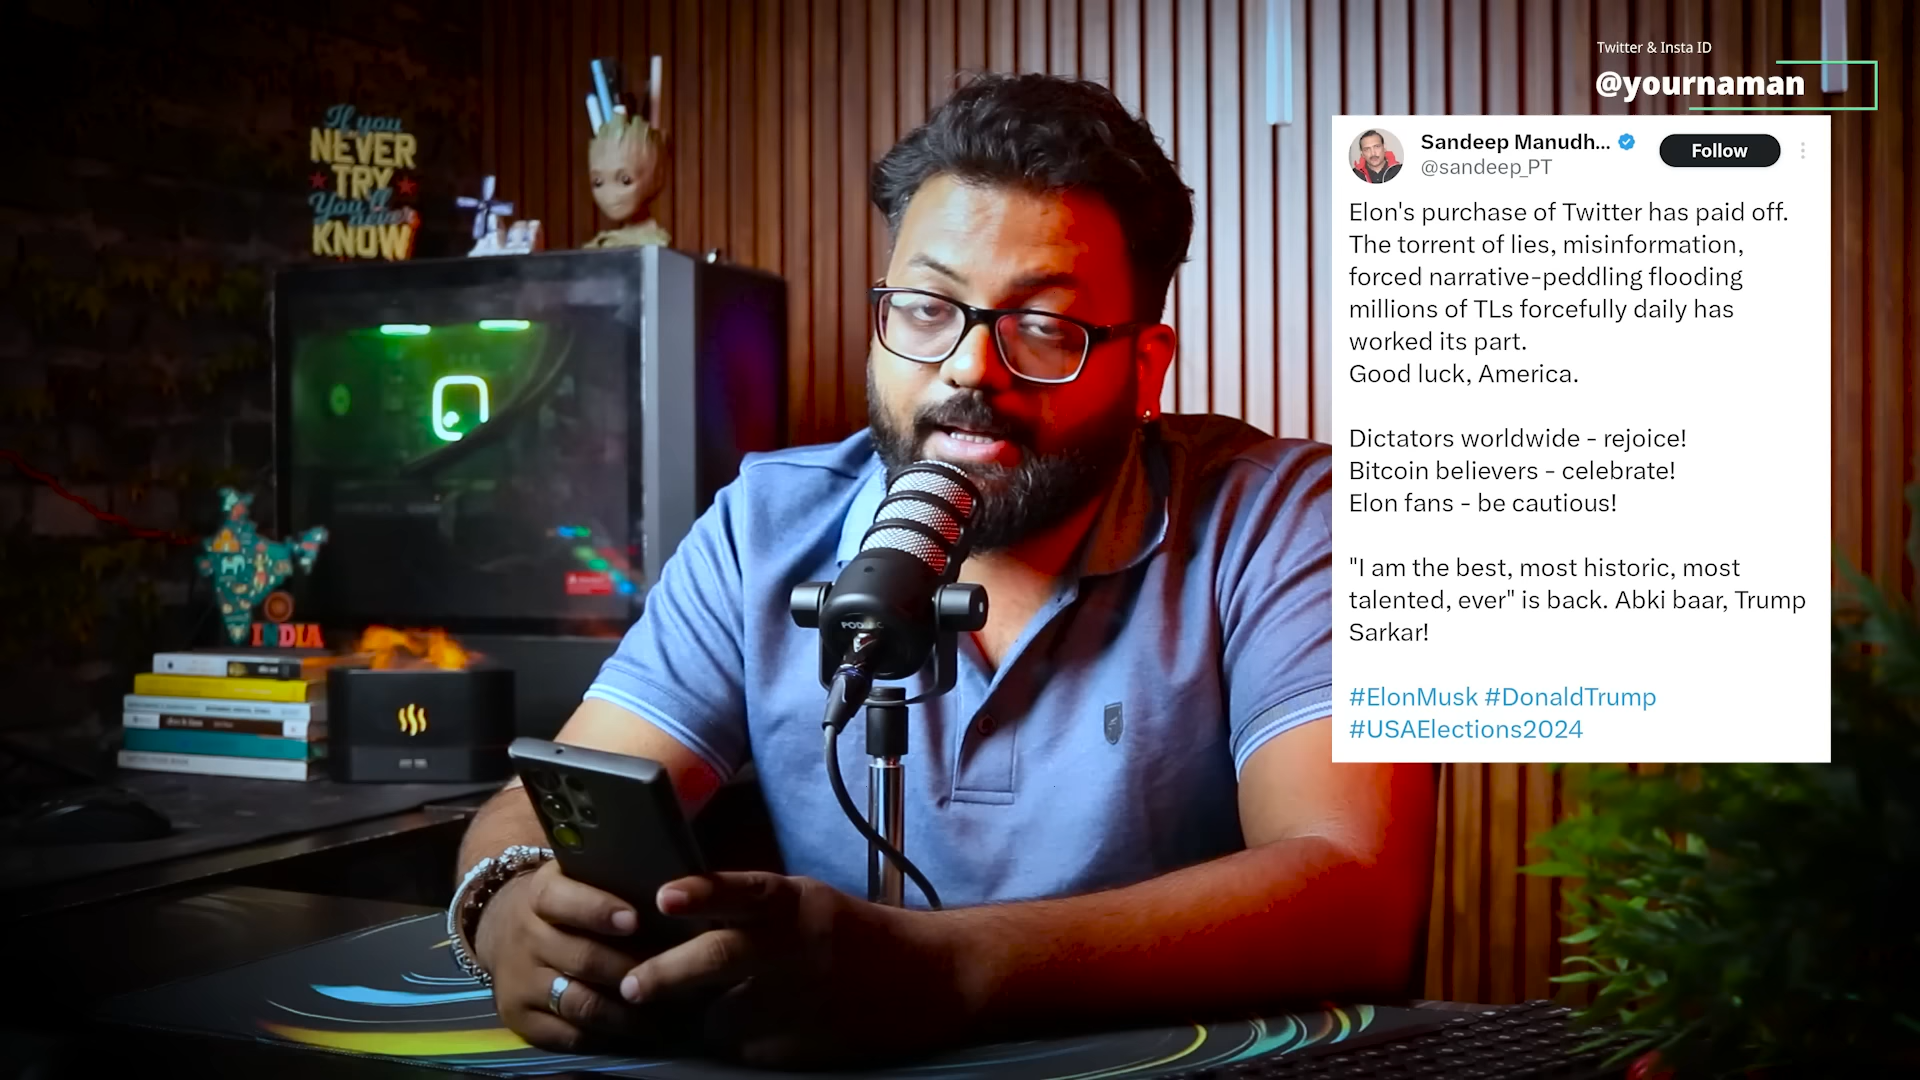 Twitter & Insta ID
@yournaman
Sandeep Manudh...
Follow
@sandeep_PT
Elon's purchase of Twitter has paid off.
The torrent of lies, misinformation,
forced narrative-peddling flooding
millions of TLs forcefully daily has
worked its part.
Good luck, America.
Dictators worldwide - rejoice!
Bitcoin believers - celebrate!
Elon fans - be cautious!
"I am the best, most historic, most
talented, ever" is back. Abki baar, Trump
Sarkar!
#ElonMusk #DonaldTrump
#USAElections2024
If you
NEVER
TRY
You'll
never
KNOW
INDIA